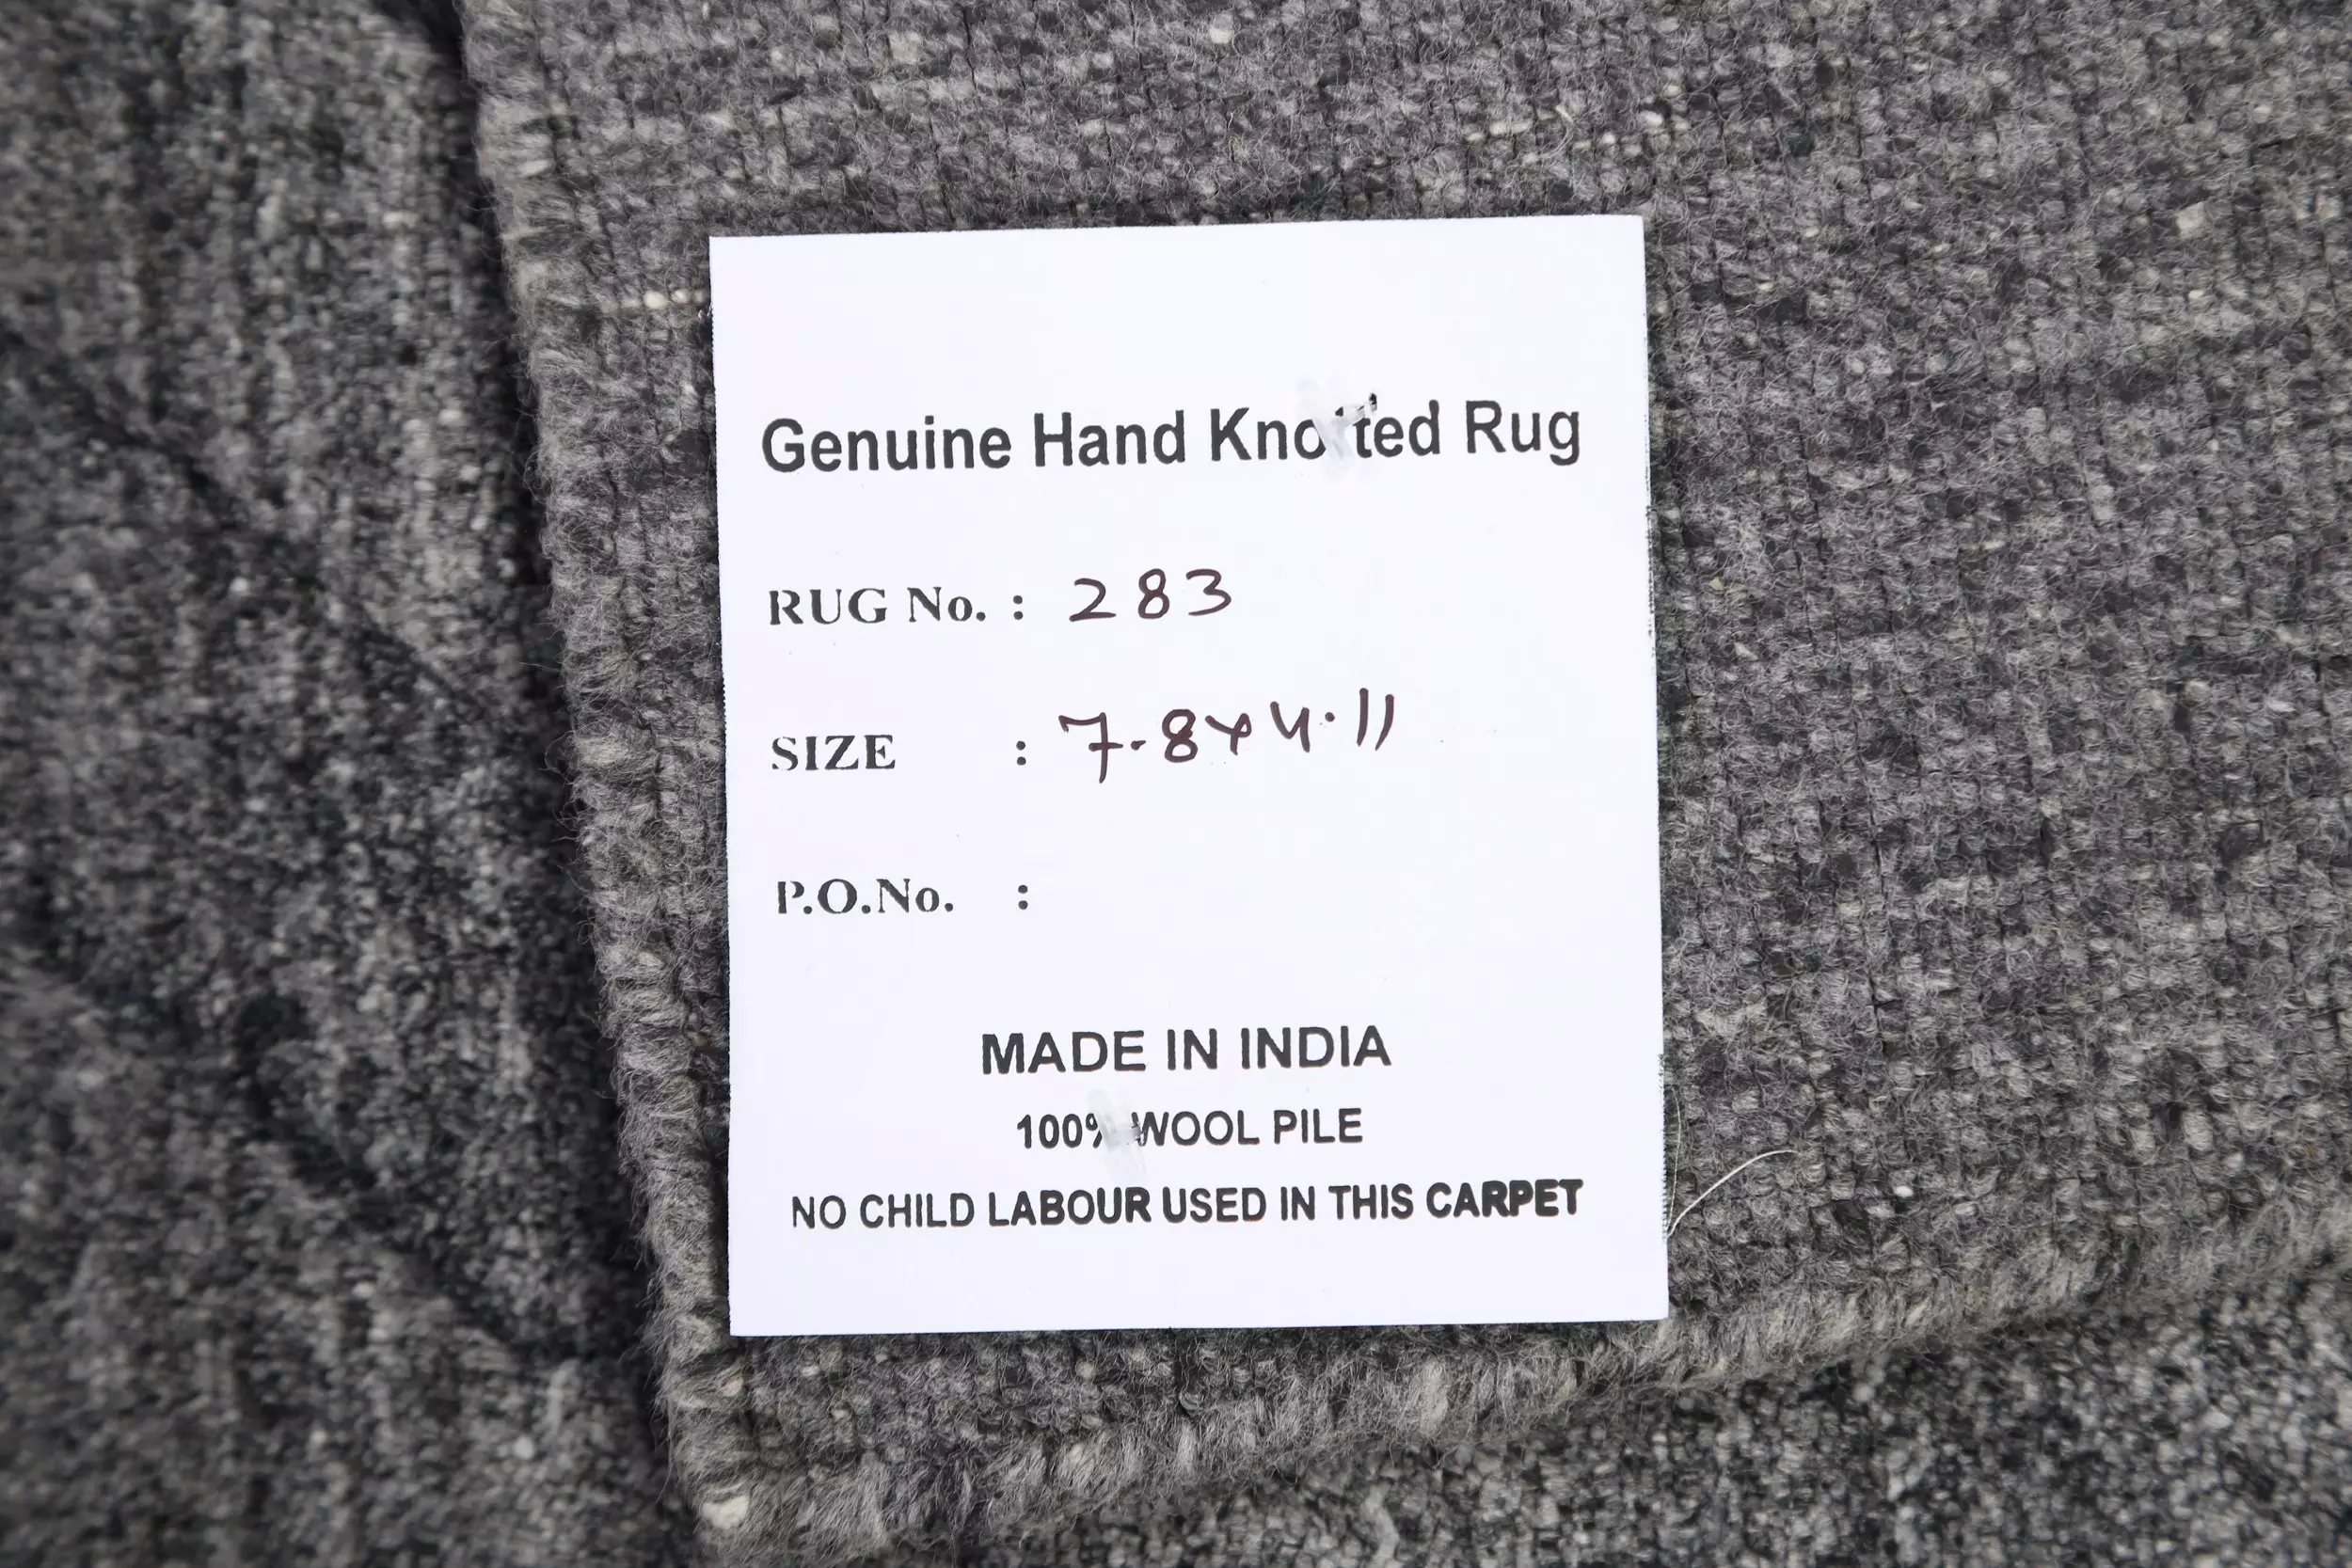 Genuine Hand Knotted Rug
RUG No. : 283
SIZE : 7.8x4.11
P.O.No. :
MADE IN INDIA
100% WOOL PILE
NO CHILD LABOUR USED IN THIS CARPET